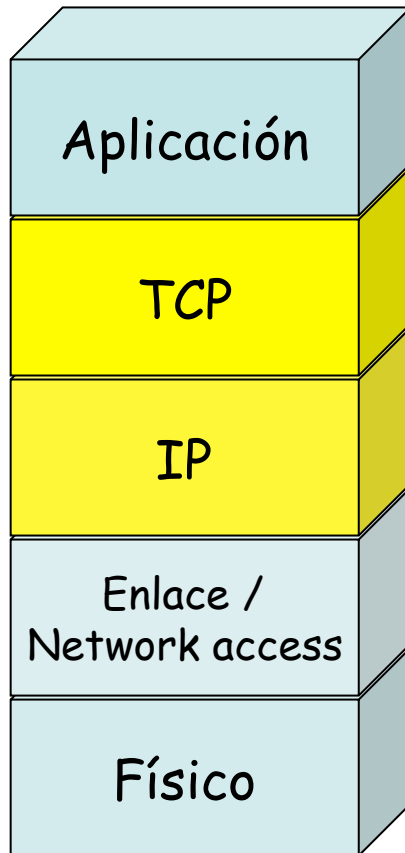 Aplicación
TCP
IP
Enlace /
Network access
Físico